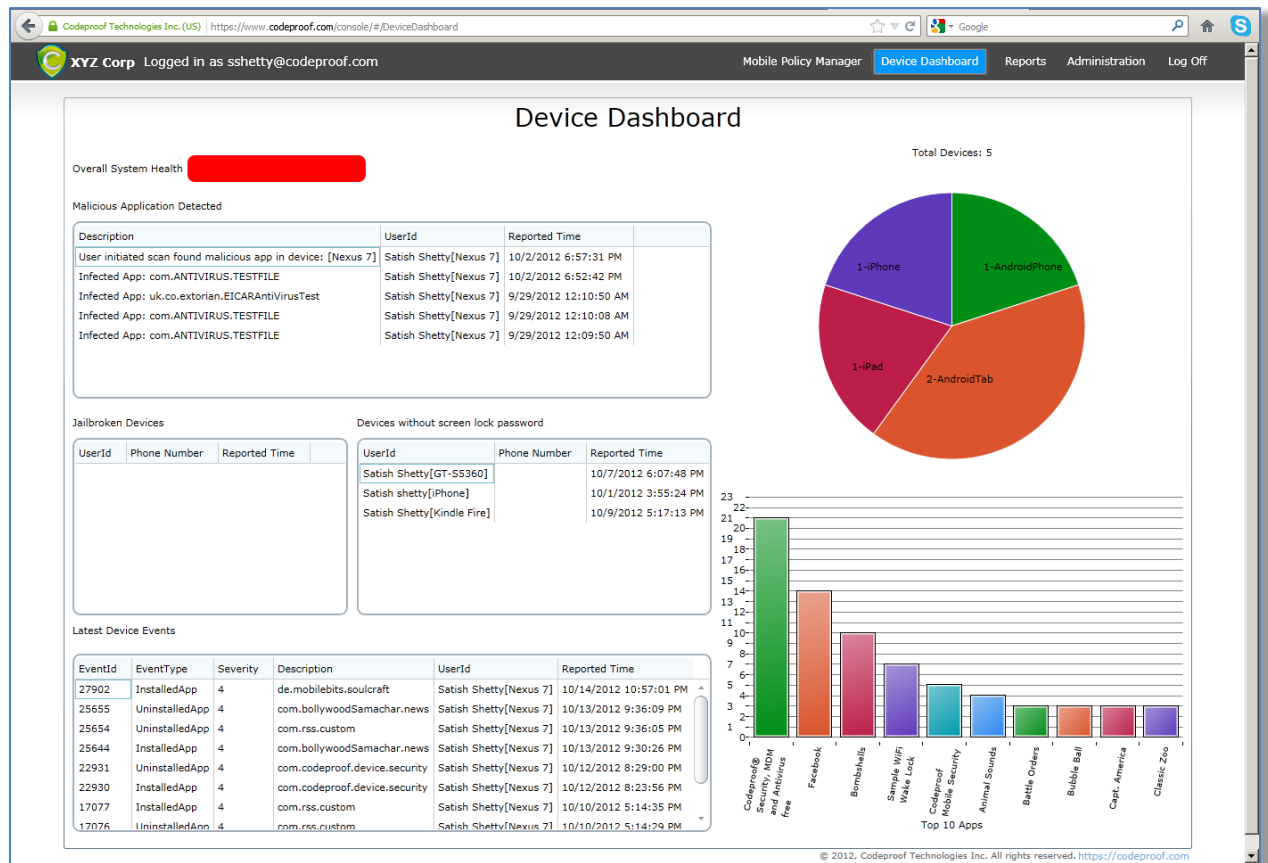 Codeproof Technologies Inc. (US) https://www.codeproof.com/console/#/DeviceDashboard Google
XYZ Corp Logged in as sshetty@codeproof.com Mobile Policy Manager Device Dashboard Reports Administration Log Off
Device Dashboard
Overall System Health
Malicious Application Detected
Description UserId Reported Time
User initiated scan found malicious app in device: [Nexus 7] Satish Shetty[Nexus 7] 10/2/2012 6:57:31 PM
Infected App: com.ANTIVIRUS.TESTFILE Satish Shetty[Nexus 7] 10/2/2012 6:52:42 PM
Infected App: uk.co.extorian.EICARAntiVirusTest Satish Shetty[Nexus 7] 9/29/2012 12:10:50 AM
Infected App: com.ANTIVIRUS.TESTFILE Satish Shetty[Nexus 7] 9/29/2012 12:10:08 AM
Infected App: com.ANTIVIRUS.TESTFILE Satish Shetty[Nexus 7] 9/29/2012 12:09:50 AM
Jailbroken Devices
UserId Phone Number Reported Time
Devices without screen lock password
UserId Phone Number Reported Time
Satish Shetty[GT-S5360] 10/7/2012 6:07:48 PM
Satish shetty[iPhone] 10/1/2012 3:55:24 PM
Satish Shetty[Kindle Fire] 10/9/2012 5:17:13 PM
Latest Device Events
EventId EventType Severity Description UserId Reported Time
27902 InstalledApp 4 de.mobilebits.soulcraft Satish Shetty[Nexus 7] 10/14/2012 10:57:01 PM
25655 UninstalledApp 4 com.bollywoodSamachar.news Satish Shetty[Nexus 7] 10/13/2012 9:36:09 PM
25654 UninstalledApp 4 com.rss.custom Satish Shetty[Nexus 7] 10/13/2012 9:36:05 PM
25644 InstalledApp 4 com.bollywoodSamachar.news Satish Shetty[Nexus 7] 10/13/2012 9:30:26 PM
22931 UninstalledApp 4 com.codeproof.device.security Satish Shetty[Nexus 7] 10/12/2012 8:29:00 PM
22930 InstalledApp 4 com.codeproof.device.security Satish Shetty[Nexus 7] 10/12/2012 8:23:56 PM
17077 InstalledApp 4 com.rss.custom Satish Shetty[Nexus 7] 10/10/2012 5:14:35 PM
17076 UninstalledApp 4 com.rss.custom Satish Shetty[Nexus 7] 10/10/2012 5:14:29 PM
Total Devices: 5
1-iPhone
1-AndroidPhone
1-iPad
2-AndroidTab
23
22
21
20
19
18
17
16
15
14
13
12
11
10
9
8
7
6
5
4
3
2
1
0
Codeproof®
Security, MDM
and Antivirus
free
Facebook
Bombshells
Sample WiFi
Wake Lock
Codeproof
Mobile Security
Animal Sounds
Battle Orders
Bubble Ball
Capt. America
Classic Zoo
Top 10 Apps
© 2012, Codeproof Technologies Inc. All rights reserved. https://codeproof.com